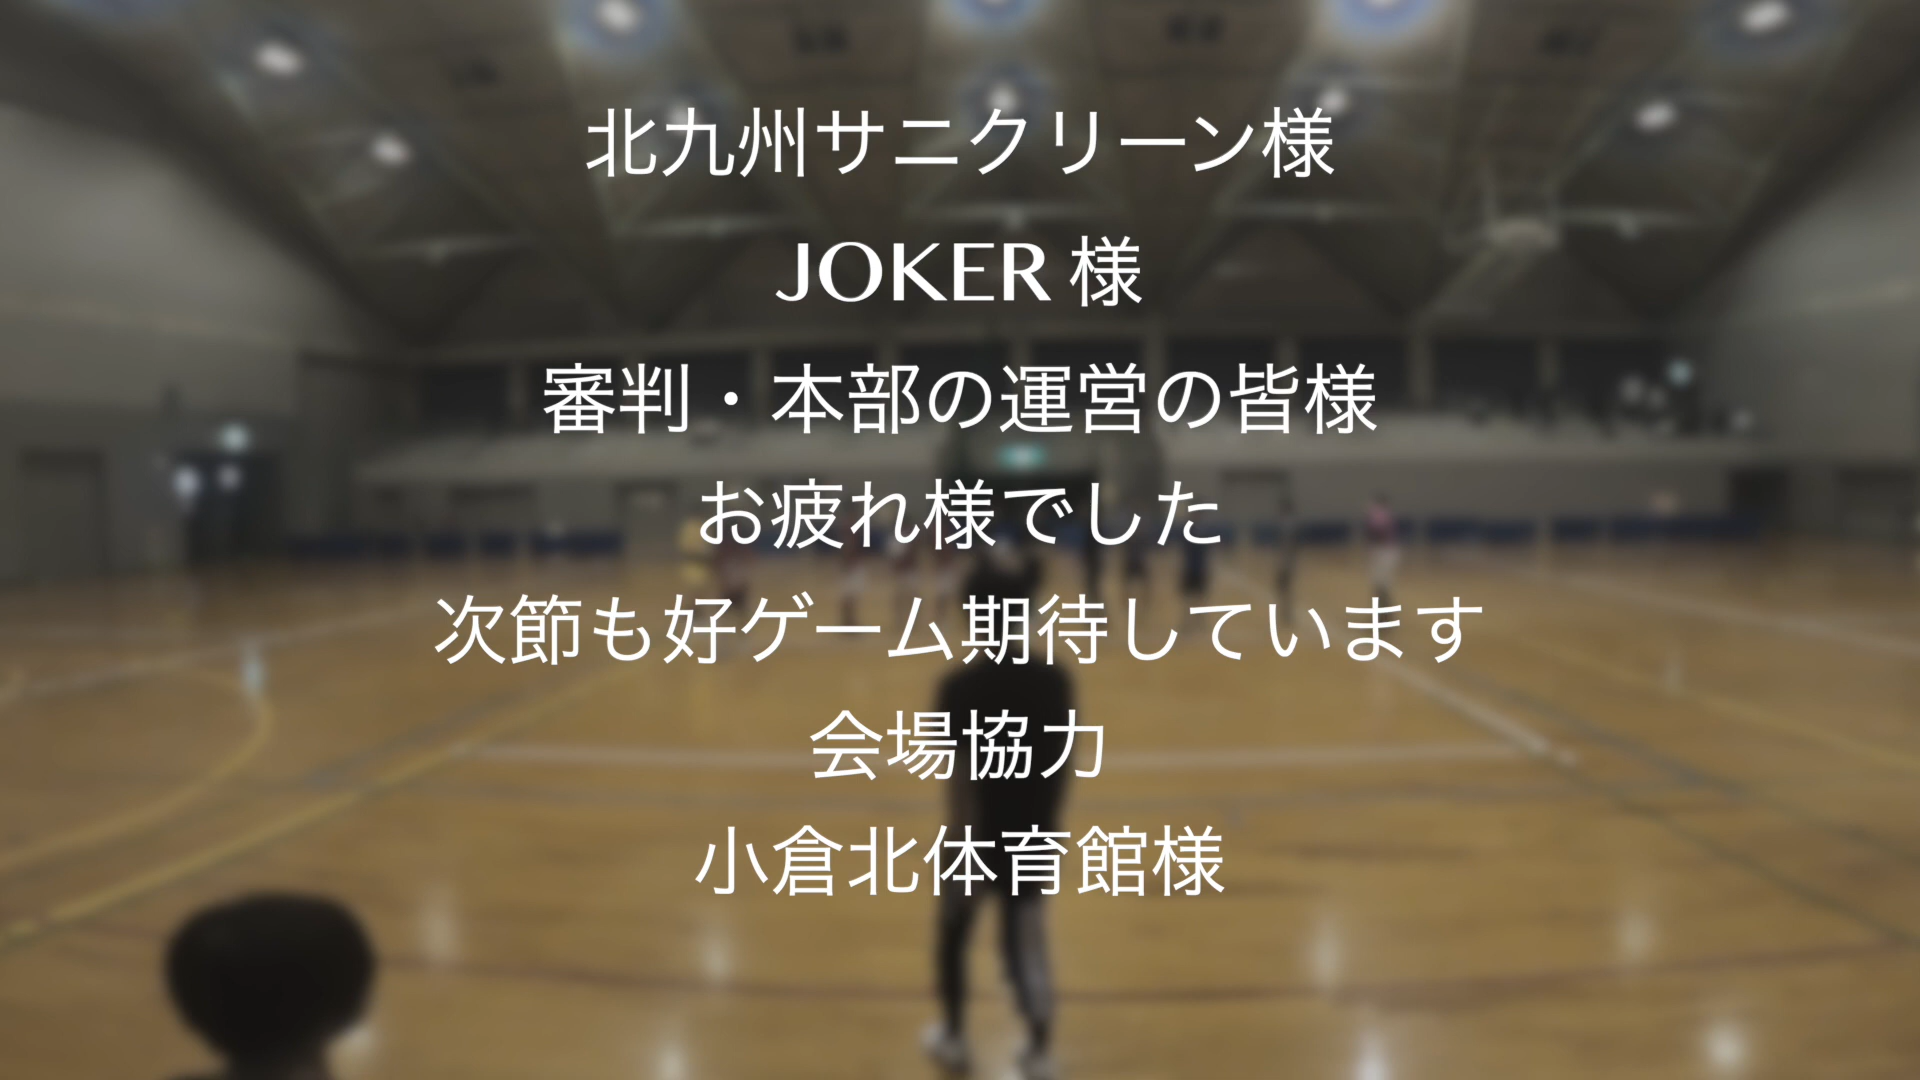 北九州サニクリーン様
JOKER 様
審判・本部の運営の皆様
お疲れ様でした
次節も好ゲーム期待しています
会場協力
小倉北体育館様